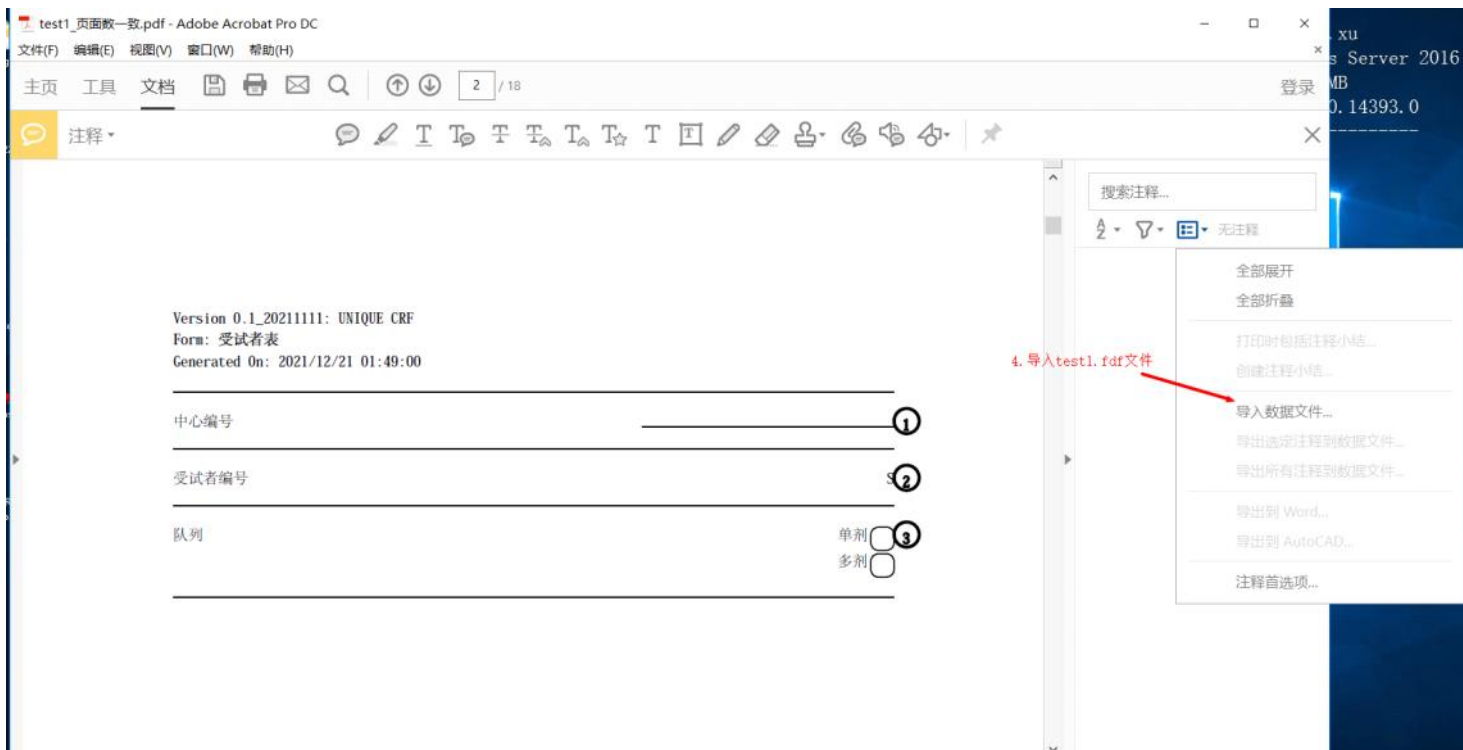 test1_页面数一致.pdf - Adobe Acrobat Pro DC
文件(F) 编辑(E) 视图(V) 窗口(W) 帮助(H)
xu
s Server 2016
MB
0.14393.0
----------
主页 工具 文档 2 / 18 登录
注释
搜索注释...
无注释
全部展开
全部折叠
打印时包括注释小结...
创建注释小结...
导入数据文件...
导出选定注释到数据文件...
导出所有注释到数据文件...
导出到 Word...
导出到 AutoCAD...
注释首选项...
4.导入test1.fdf文件
Version 0.1_20211111: UNIQUE CRF
Form: 受试者表
Generated On: 2021/12/21 01:49:00
中心编号 1
受试者编号 S 2
队列 单剂 3
多剂